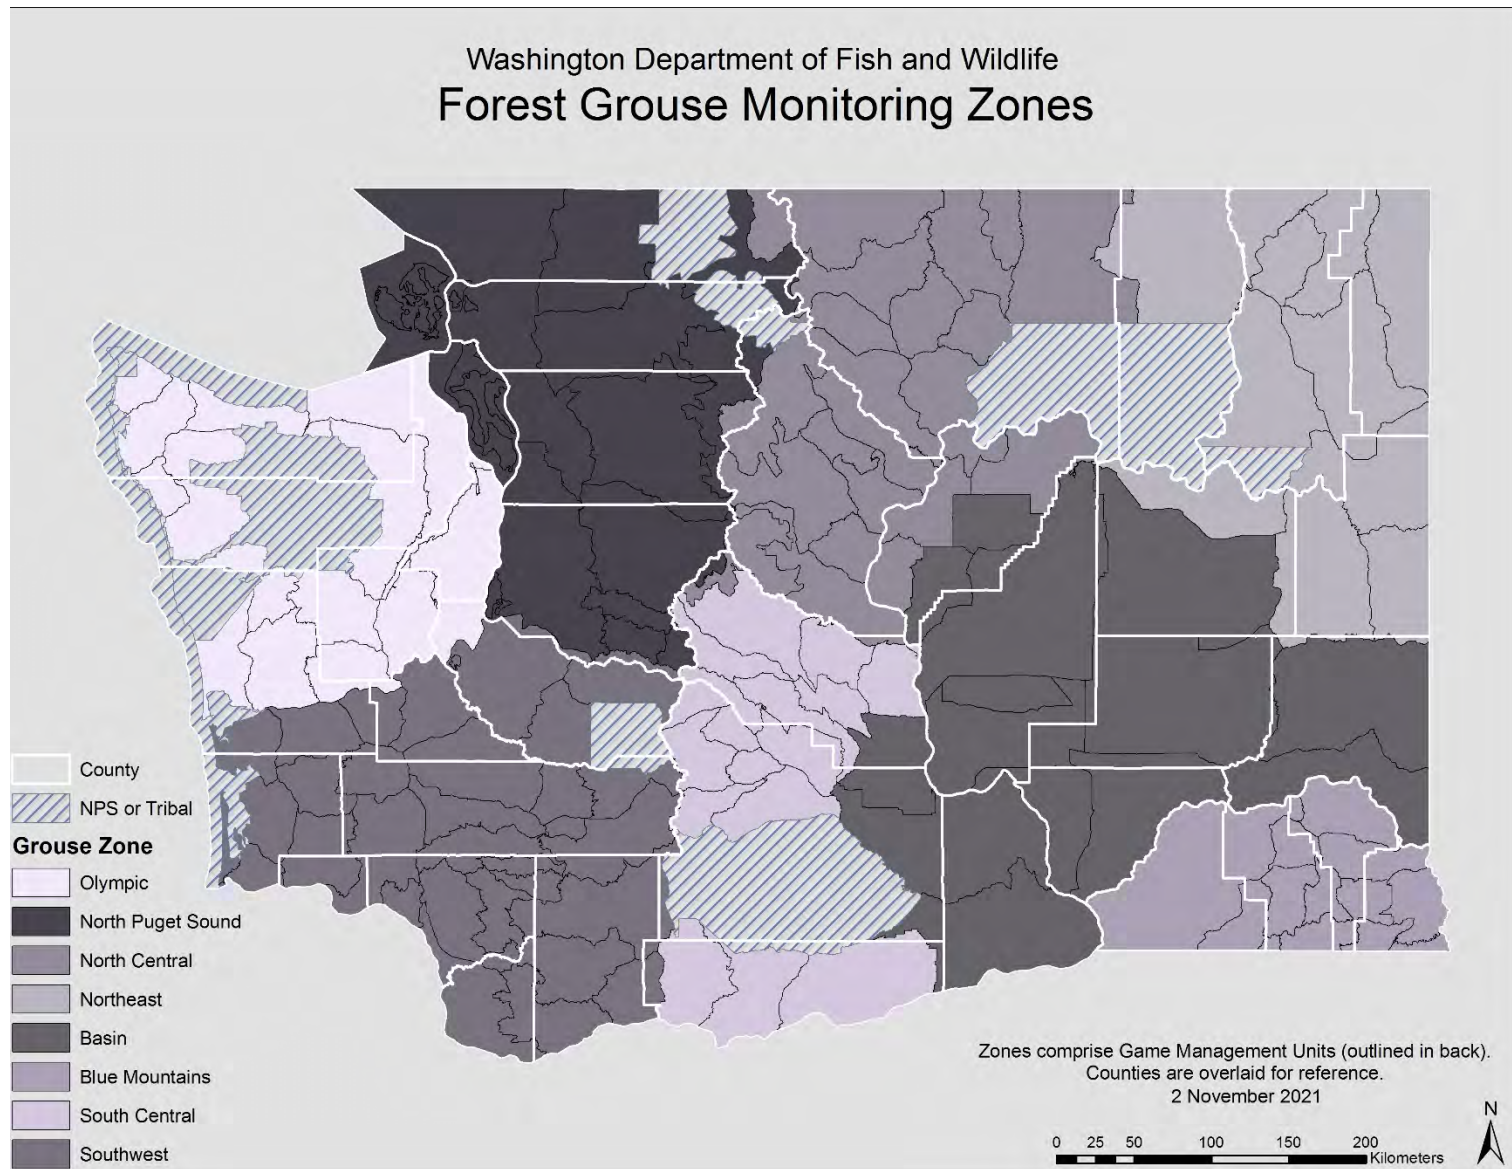 Washington Department of Fish and Wildlife
Forest Grouse Monitoring Zones
County
NPS or Tribal
Grouse Zone
Olympic
North Puget Sound
North Central
Northeast
Basin
Blue Mountains
South Central
Southwest
Zones comprise Game Management Units (outlined in back).
Counties are overlaid for reference.
2 November 2021
N
0 25 50 100 150 200
Kilometers